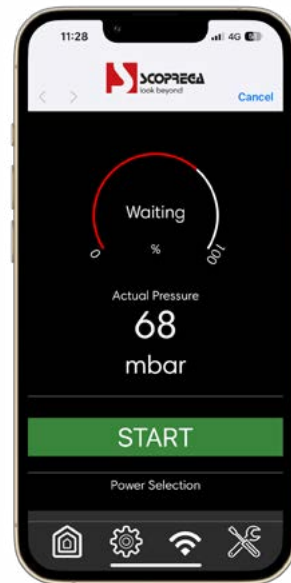 11:28
4G
SCOPREGA
look beyond
Cancel
Waiting
0
%
100
Actual Pressure
68
mbar
START
Power Selection